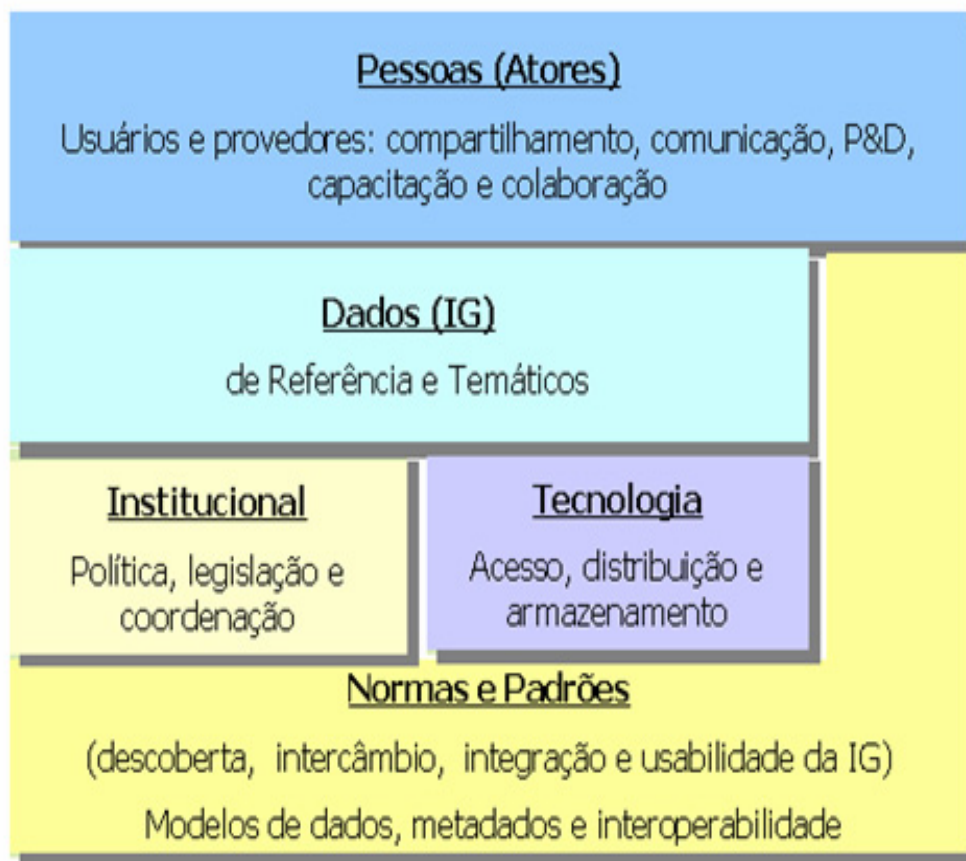 Pessoas (Atores)
Usuários e provedores: compartilhamento, comunicação, P&D,
capacitação e colaboração
Dados (IG)
de Referência e Temáticos
Institucional
Política, legislação e
coordenação
Tecnologia
Acesso, distribuição e
armazenamento
Normas e Padrões
(descoberta, intercâmbio, integração e usabilidade da IG)
Modelos de dados, metadados e interoperabilidade